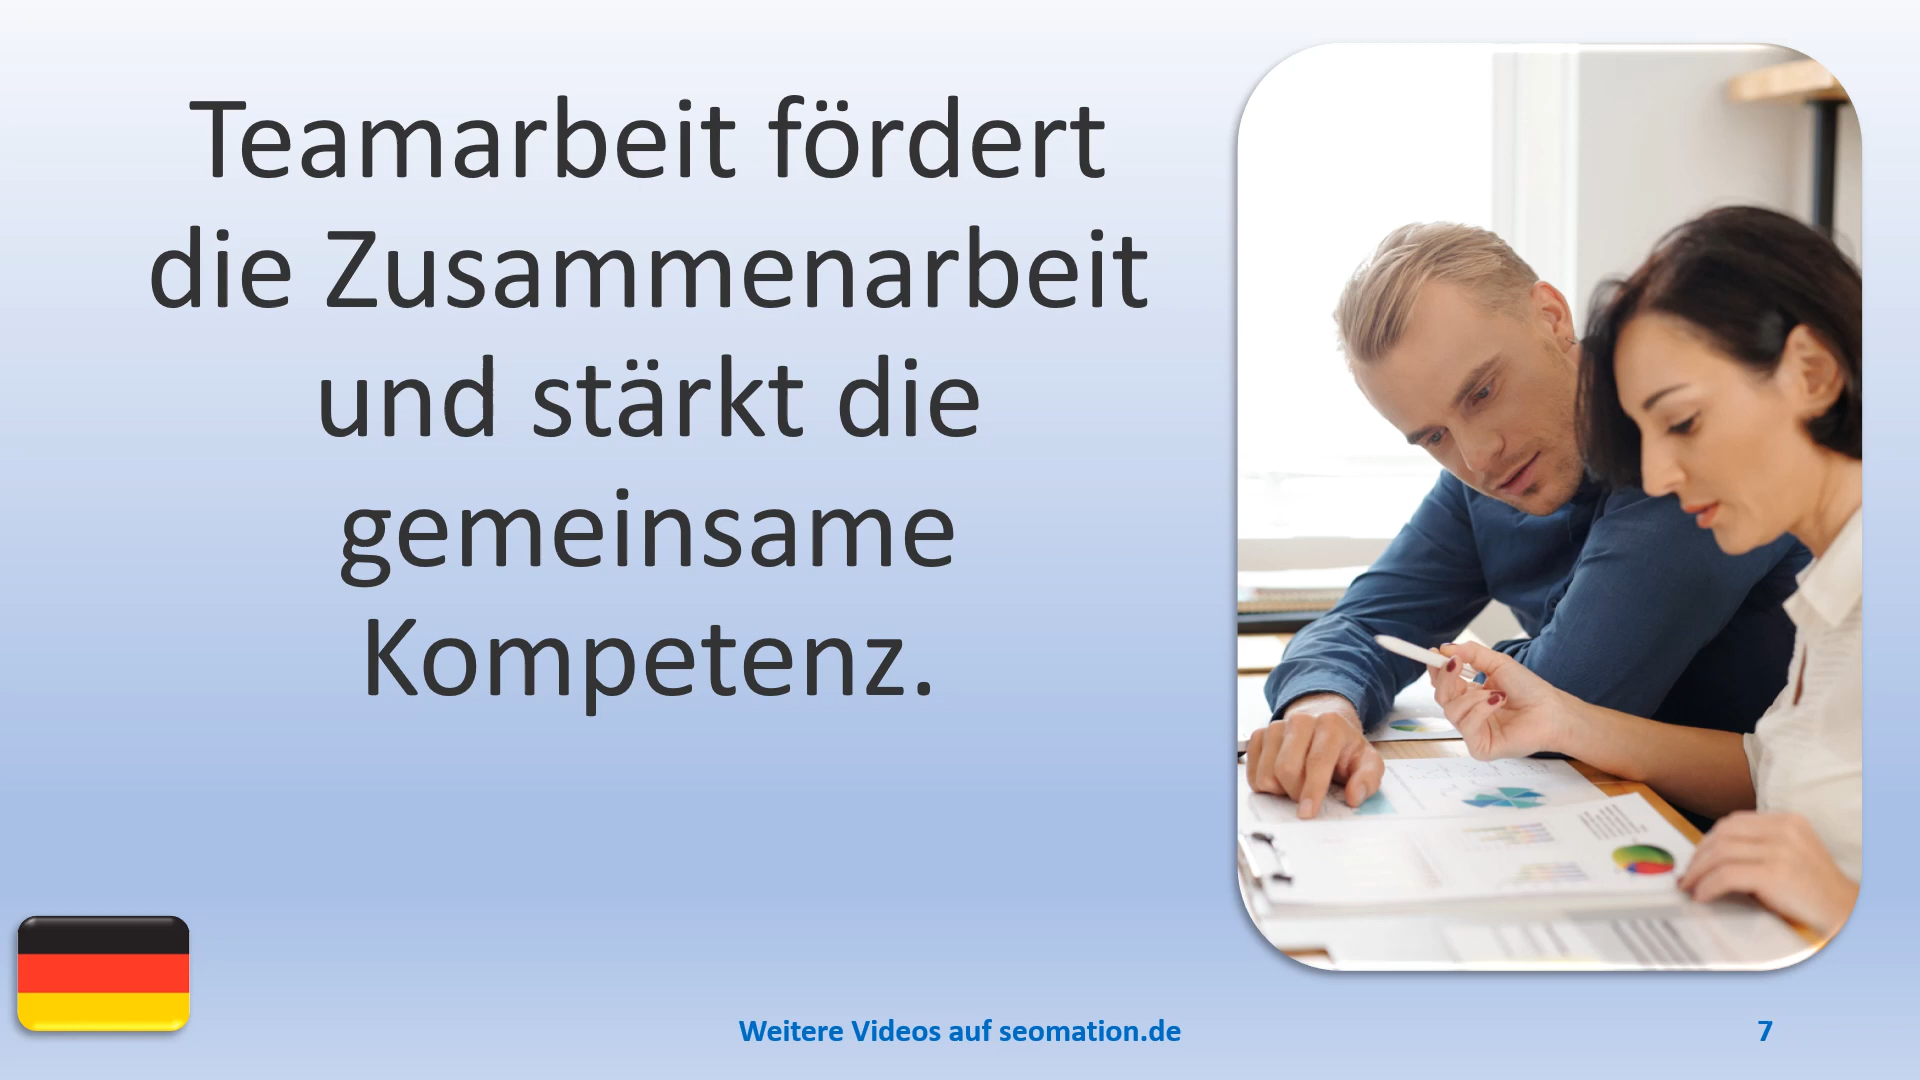 Teamarbeit fördert
die Zusammenarbeit
und stärkt die
gemeinsame
Kompetenz.
Weitere Videos auf seomation.de
7